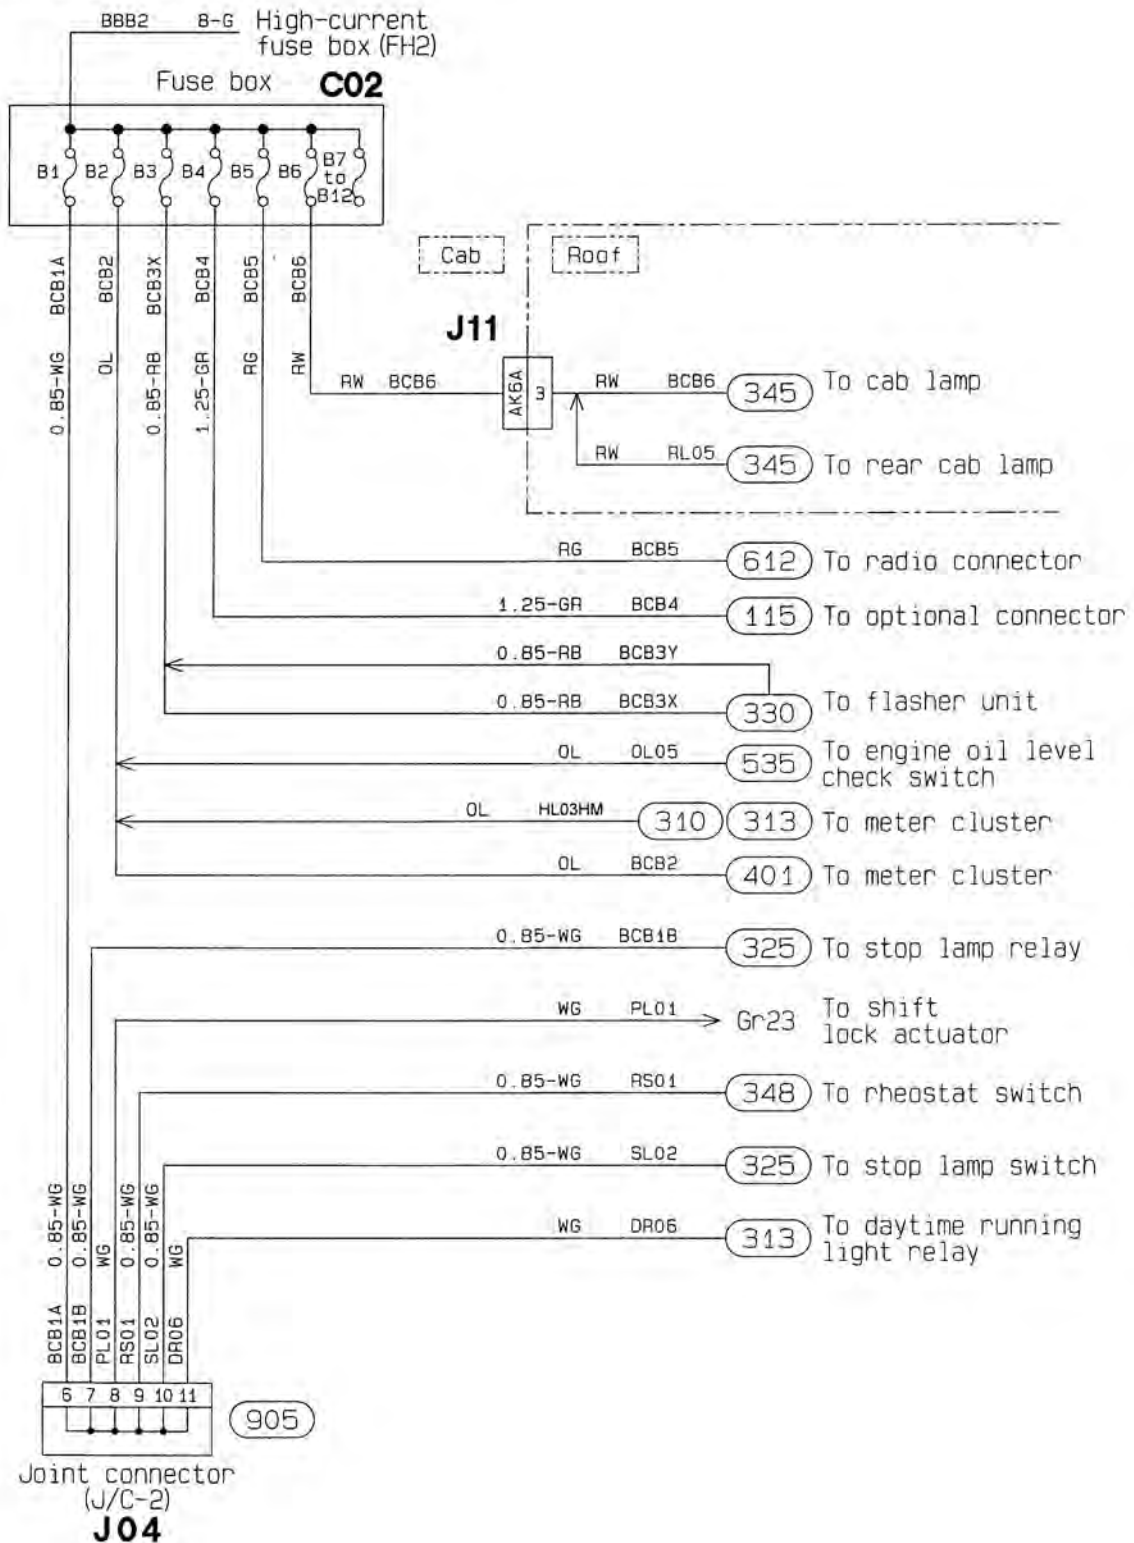 BBB2 8-G High-current
fuse box (FH2)
Fuse box C02
B1 B2 B3 B4 B5 B6 B7
to
B12
Cab Roof
BCB1A BCB2 BCB3X BCB4 BCB5 BCB6
0.85-WG OL 0.85-RB 1.25-GR RG RW
J11
RW BCB6 AK6A 3 RW BCB6 345 To cab lamp
RW RL05 345 To rear cab lamp
RG BCB5 612 To radio connector
1.25-GR BCB4 115 To optional connector
0.85-RB BCB3Y
0.85-RB BCB3X 330 To flasher unit
OL OL05 535 To engine oil level
check switch
OL HL03HM 310 313 To meter cluster
OL BCB2 401 To meter cluster
0.85-WG BCB1B 325 To stop lamp relay
WG PL01 Gr23 To shift
lock actuator
0.85-WG RS01 348 To rheostat switch
0.85-WG SL02 325 To stop lamp switch
WG DR06 313 To daytime running
light relay
0.85-WG 0.85-WG WG 0.85-WG 0.85-WG WG
BCB1A BCB1B PL01 RS01 SL02 DR06
6 7 8 9 10 11
905
Joint connector
(J/C-2)
J04